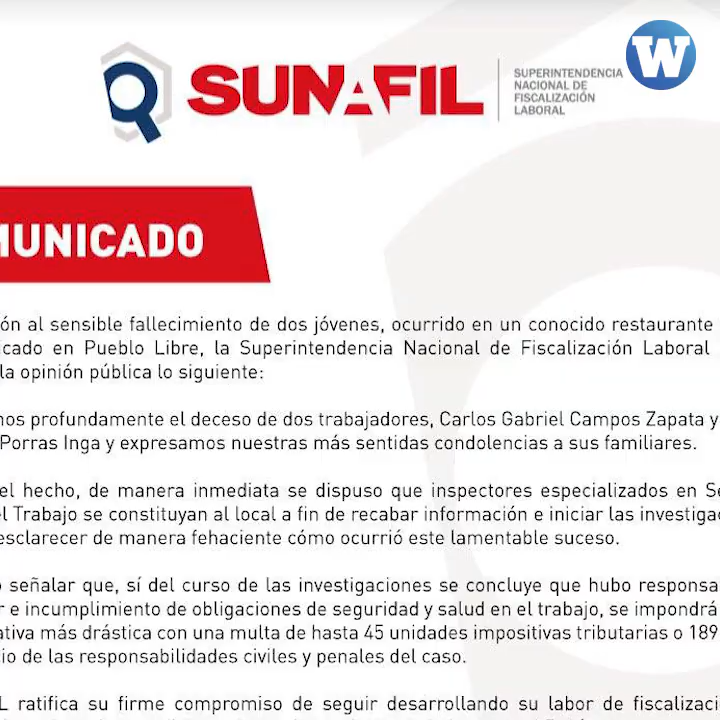 W
SUNAFIL
SUPERINTENDENCIA
NACIONAL DE
FISCALIZACIÓN
LABORAL
MUNICADO
ón al sensible fallecimiento de dos jóvenes, ocurrido en un conocido restaurante
icado en Pueblo Libre, la Superintendencia Nacional de Fiscalización Laboral
la opinión pública lo siguiente:
nos profundamente el deceso de dos trabajadores, Carlos Gabriel Campos Zapata y
Porras Inga y expresamos nuestras más sentidas condolencias a sus familiares.
el hecho, de manera inmediata se dispuso que inspectores especializados en Se
el Trabajo se constituyan al local a fin de recabar información e iniciar las investigac
esclarecer de manera fehaciente cómo ocurrió este lamentable suceso.
o señalar que, sí del curso de las investigaciones se concluye que hubo responsa
r e incumplimiento de obligaciones de seguridad y salud en el trabajo, se impondrá
ativa más drástica con una multa de hasta 45 unidades impositivas tributarias o 189
io de las responsabilidades civiles y penales del caso.
L ratifica su firme compromiso de seguir desarrollando su labor de fiscalizaci